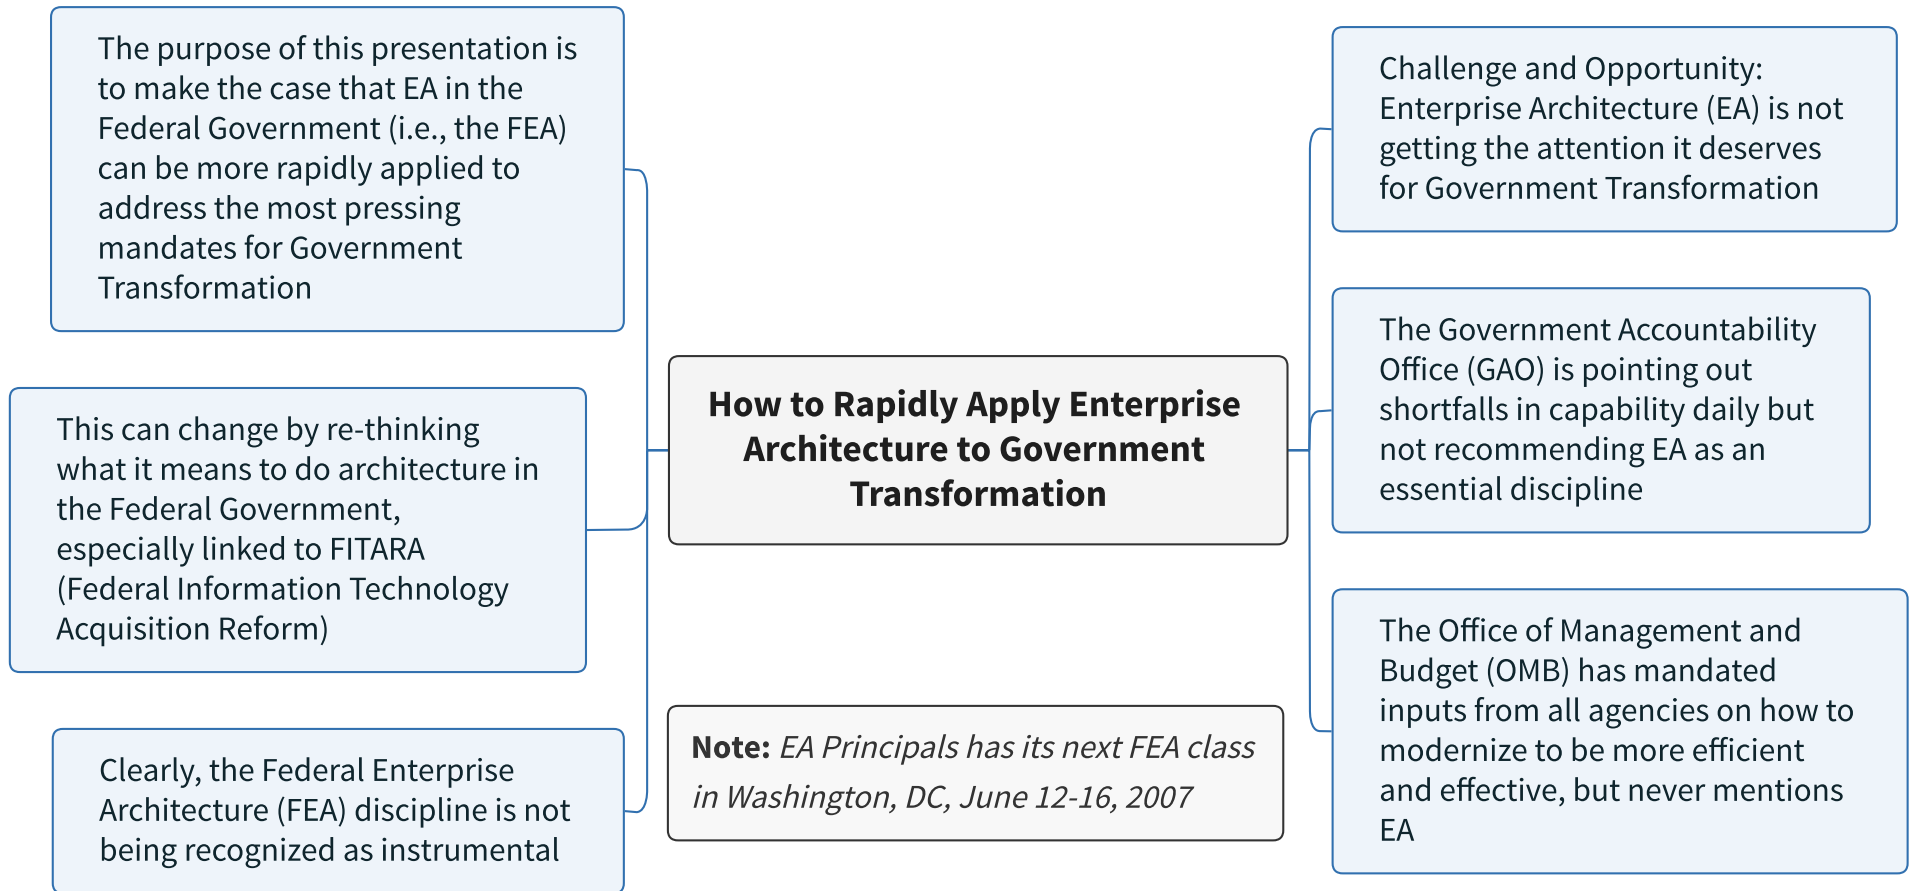 The purpose of this presentation is
to make the case that EA in the
Federal Government (i.e., the FEA)
can be more rapidly applied to
address the most pressing
mandates for Government
Transformation
This can change by re-thinking
what it means to do architecture in
the Federal Government,
especially linked to FITARA
(Federal Information Technology
Acquisition Reform)
Clearly, the Federal Enterprise
Architecture (FEA) discipline is not
being recognized as instrumental
How to Rapidly Apply Enterprise
Architecture to Government
Transformation
Note: EA Principals has its next FEA class
in Washington, DC, June 12-16, 2007
Challenge and Opportunity:
Enterprise Architecture (EA) is not
getting the attention it deserves
for Government Transformation
The Government Accountability
Office (GAO) is pointing out
shortfalls in capability daily but
not recommending EA as an
essential discipline
The Office of Management and
Budget (OMB) has mandated
inputs from all agencies on how to
modernize to be more efficient
and effective, but never mentions
EA